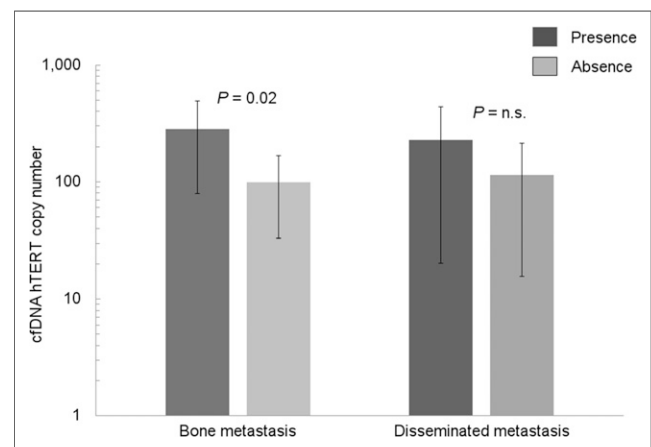 Presence
Absence
1,000
100
10
1
cfDNA hTERT copy number
P = 0.02
P = n.s.
Bone metastasis
Disseminated metastasis